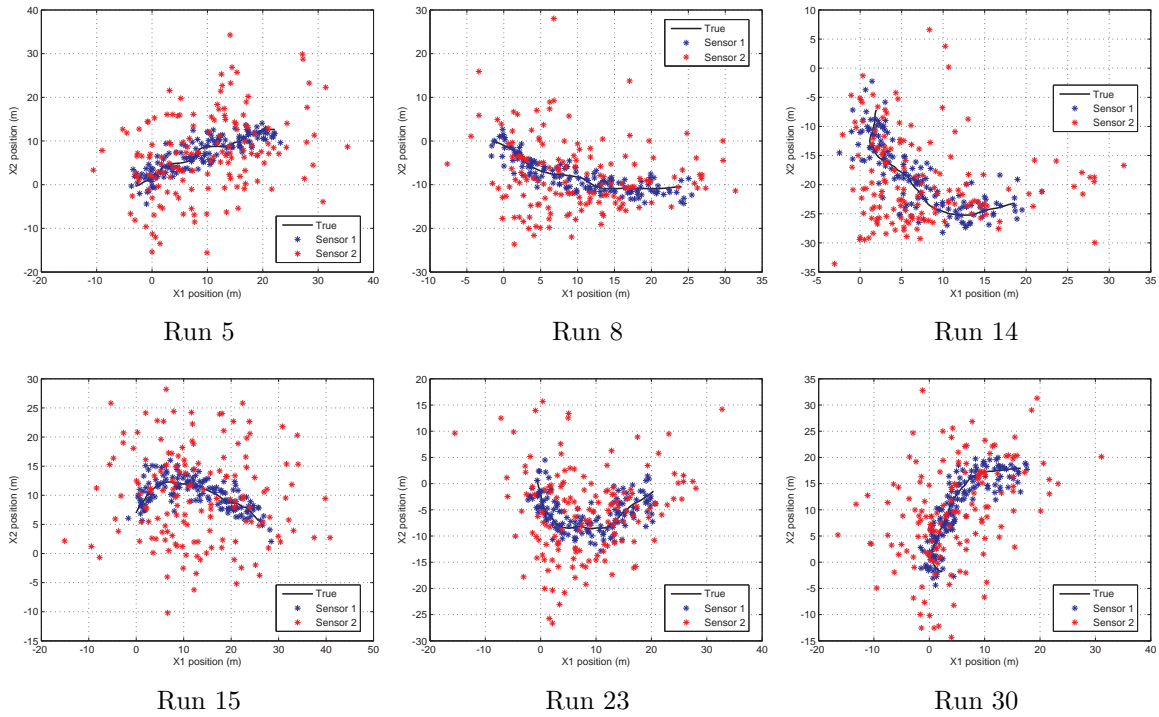 40
30
20
10
0
−10
−20
−20
−10
0
10
20
30
40
X2 position (m)
X1 position (m)
True
Sensor 1
Sensor 2
Run 5
30
20
10
0
−10
−20
−30
−10
−5
0
5
10
15
20
25
30
35
X2 position (m)
X1 position (m)
True
Sensor 1
Sensor 2
Run 8
10
5
0
−5
−10
−15
−20
−25
−30
−35
−5
0
5
10
15
20
25
30
35
X2 position (m)
X1 position (m)
True
Sensor 1
Sensor 2
Run 14
30
25
20
15
10
5
0
−5
−10
−15
−20
−10
0
10
20
30
40
50
X2 position (m)
X1 position (m)
True
Sensor 1
Sensor 2
Run 15
20
15
10
5
0
−5
−10
−15
−20
−25
−30
−20
−10
0
10
20
30
40
X2 position (m)
X1 position (m)
True
Sensor 1
Sensor 2
Run 23
35
30
25
20
15
10
5
0
−5
−10
−15
−20
−10
0
10
20
30
40
X2 position (m)
X1 position (m)
True
Sensor 1
Sensor 2
Run 30